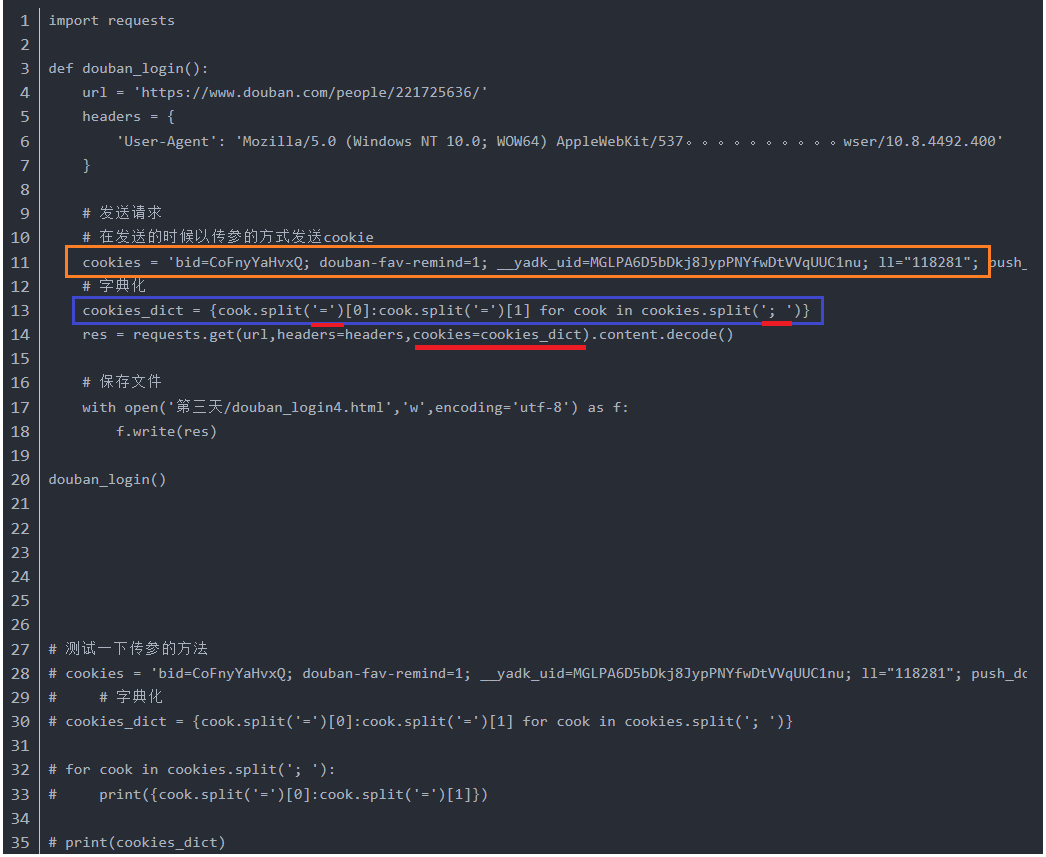 1 import requests
2
3 def douban_login():
4     url = 'https://www.douban.com/people/221725636/'
5     headers = {
6         'User-Agent': 'Mozilla/5.0 (Windows NT 10.0; WOW64) AppleWebKit/537。。。。。。。。。。wser/10.8.4492.400'
7     }
8
9     # 发送请求
10     # 在发送的时候以传参的方式发送cookie
11     cookies = 'bid=CoFnyYaHvxQ; douban-fav-remind=1; __yadk_uid=MGLPA6D5bDkj8JypPNYfwDtVVqUUC1nu; ll="118281"; push_
12     # 字典化
13     cookies_dict = {cook.split('=')[0]:cook.split('=')[1] for cook in cookies.split('; ')}
14     res = requests.get(url,headers=headers,cookies=cookies_dict).content.decode()
15
16     # 保存文件
17     with open('第三天/douban_login4.html','w',encoding='utf-8') as f:
18         f.write(res)
19
20 douban_login()
21
22
23
24
25
26
27 # 测试一下传参的方法
28 # cookies = 'bid=CoFnyYaHvxQ; douban-fav-remind=1; __yadk_uid=MGLPA6D5bDkj8JypPNYfwDtVVqUUC1nu; ll="118281"; push_do
29 #     # 字典化
30 # cookies_dict = {cook.split('=')[0]:cook.split('=')[1] for cook in cookies.split('; ')}
31
32 # for cook in cookies.split('; '):
33 #     print({cook.split('=')[0]:cook.split('=')[1]})
34
35 # print(cookies_dict)